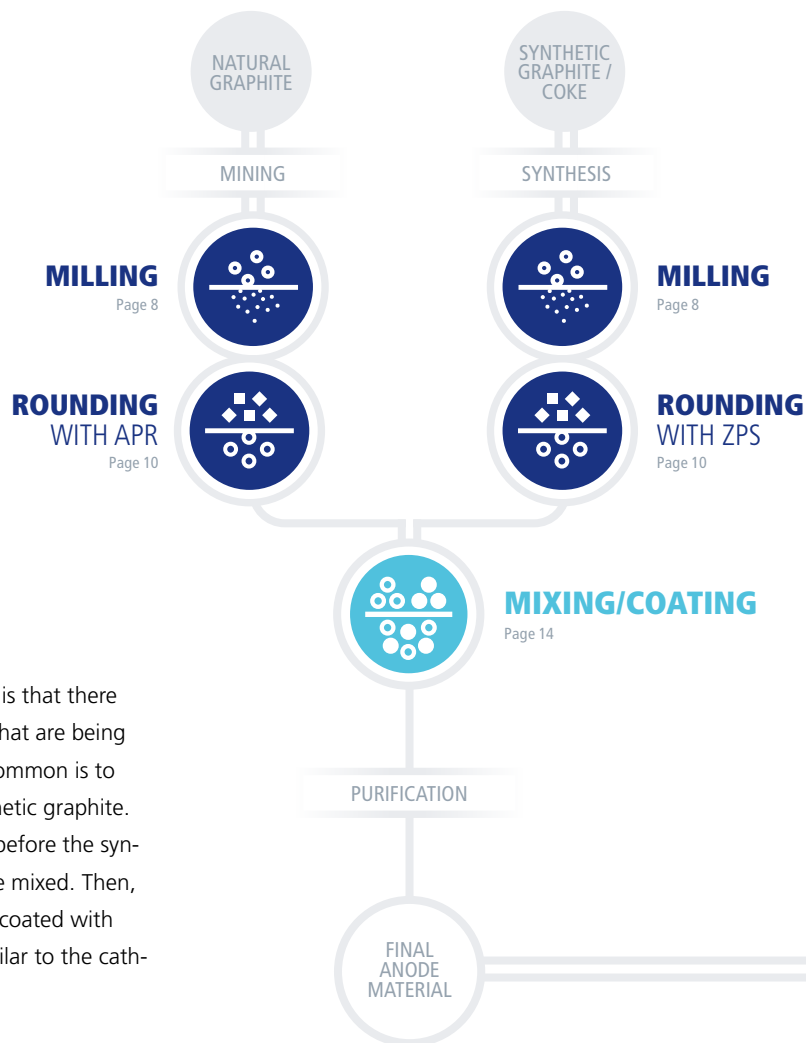 NATURAL
GRAPHITE
SYNTHETIC
GRAPHITE /
COKE
MINING
SYNTHESIS
MILLING
Page 8
MILLING
Page 8
ROUNDING
WITH APR
Page 10
ROUNDING
WITH ZPS
Page 10
MIXING/COATING
Page 14
is that there
hat are being
ommon is to
netic graphite.
before the syn-
e mixed. Then,
coated with
ilar to the cath-
PURIFICATION
FINAL
ANODE
MATERIAL